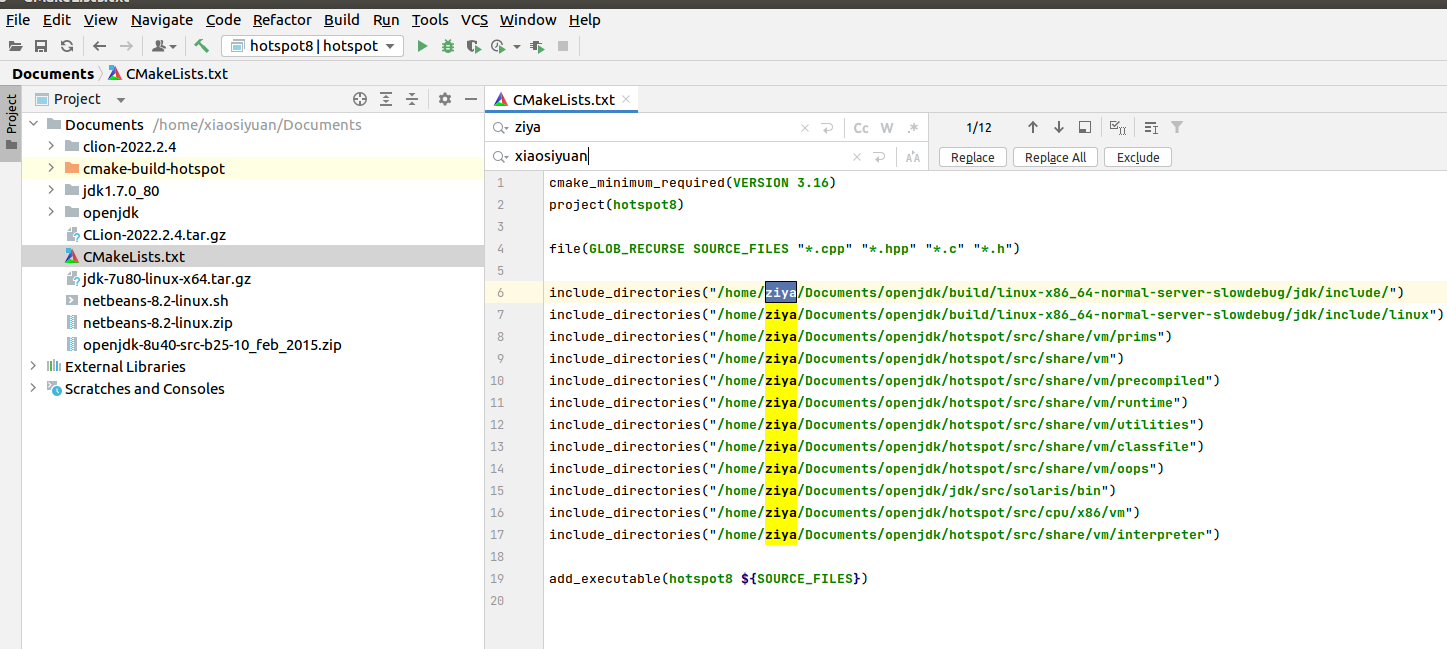 CMakeLists.txt
File Edit View Navigate Code Refactor Build Run Tools VCS Window Help
hotspot8 | hotspot
Documents CMakeLists.txt
Project
Project
CMakeLists.txt
Documents /home/xiaosiyuan/Documents
clion-2022.2.4
cmake-build-hotspot
jdk1.7.0_80
openjdk
CLion-2022.2.4.tar.gz
CMakeLists.txt
jdk-7u80-linux-x64.tar.gz
netbeans-8.2-linux.sh
netbeans-8.2-linux.zip
openjdk-8u40-src-b25-10_feb_2015.zip
External Libraries
Scratches and Consoles
ziya Cc W .* 1/12
xiaosiyuan Replace Replace All Exclude
1 cmake_minimum_required(VERSION 3.16)
2 project(hotspot8)
3
4 file(GLOB_RECURSE SOURCE_FILES "*.cpp" "*.hpp" "*.c" "*.h")
5
6 include_directories("/home/ziya/Documents/openjdk/build/linux-x86_64-normal-server-slowdebug/jdk/include/")
7 include_directories("/home/ziya/Documents/openjdk/build/linux-x86_64-normal-server-slowdebug/jdk/include/linux")
8 include_directories("/home/ziya/Documents/openjdk/hotspot/src/share/vm/prims")
9 include_directories("/home/ziya/Documents/openjdk/hotspot/src/share/vm")
10 include_directories("/home/ziya/Documents/openjdk/hotspot/src/share/vm/precompiled")
11 include_directories("/home/ziya/Documents/openjdk/hotspot/src/share/vm/runtime")
12 include_directories("/home/ziya/Documents/openjdk/hotspot/src/share/vm/utilities")
13 include_directories("/home/ziya/Documents/openjdk/hotspot/src/share/vm/classfile")
14 include_directories("/home/ziya/Documents/openjdk/hotspot/src/share/vm/oops")
15 include_directories("/home/ziya/Documents/openjdk/jdk/src/solaris/bin")
16 include_directories("/home/ziya/Documents/openjdk/hotspot/src/cpu/x86/vm")
17 include_directories("/home/ziya/Documents/openjdk/hotspot/src/share/vm/interpreter")
18
19 add_executable(hotspot8 ${SOURCE_FILES})
20